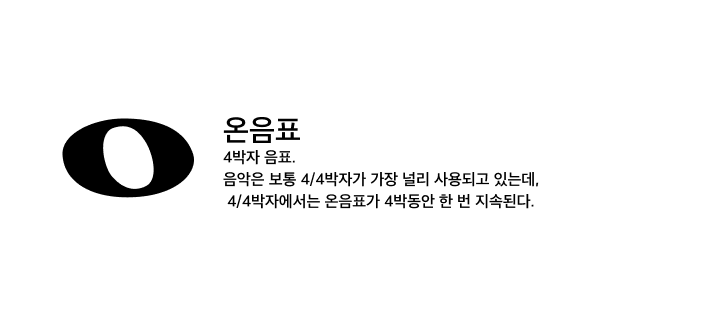 온음표
4박자 음표.
음악은 보통 4/4박자가 가장 널리 사용되고 있는데,
4/4박자에서는 온음표가 4박동안 한 번 지속된다.